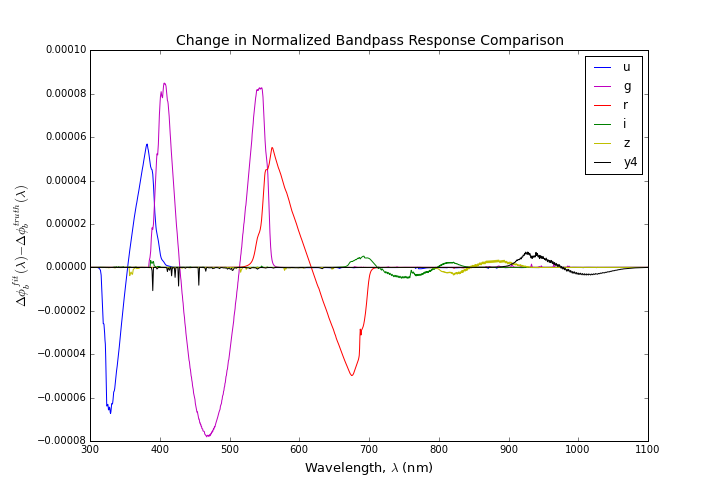 Change in Normalized Bandpass Response Comparison
0.00010
0.00008
0.00006
0.00004
0.00002
0.00000
−0.00002
−0.00004
−0.00006
−0.00008
Δϕ_b^{fit}(λ)−Δϕ_b^{truth}(λ)
u
g
r
i
z
y4
300 400 500 600 700 800 900 1000 1100
Wavelength, λ (nm)